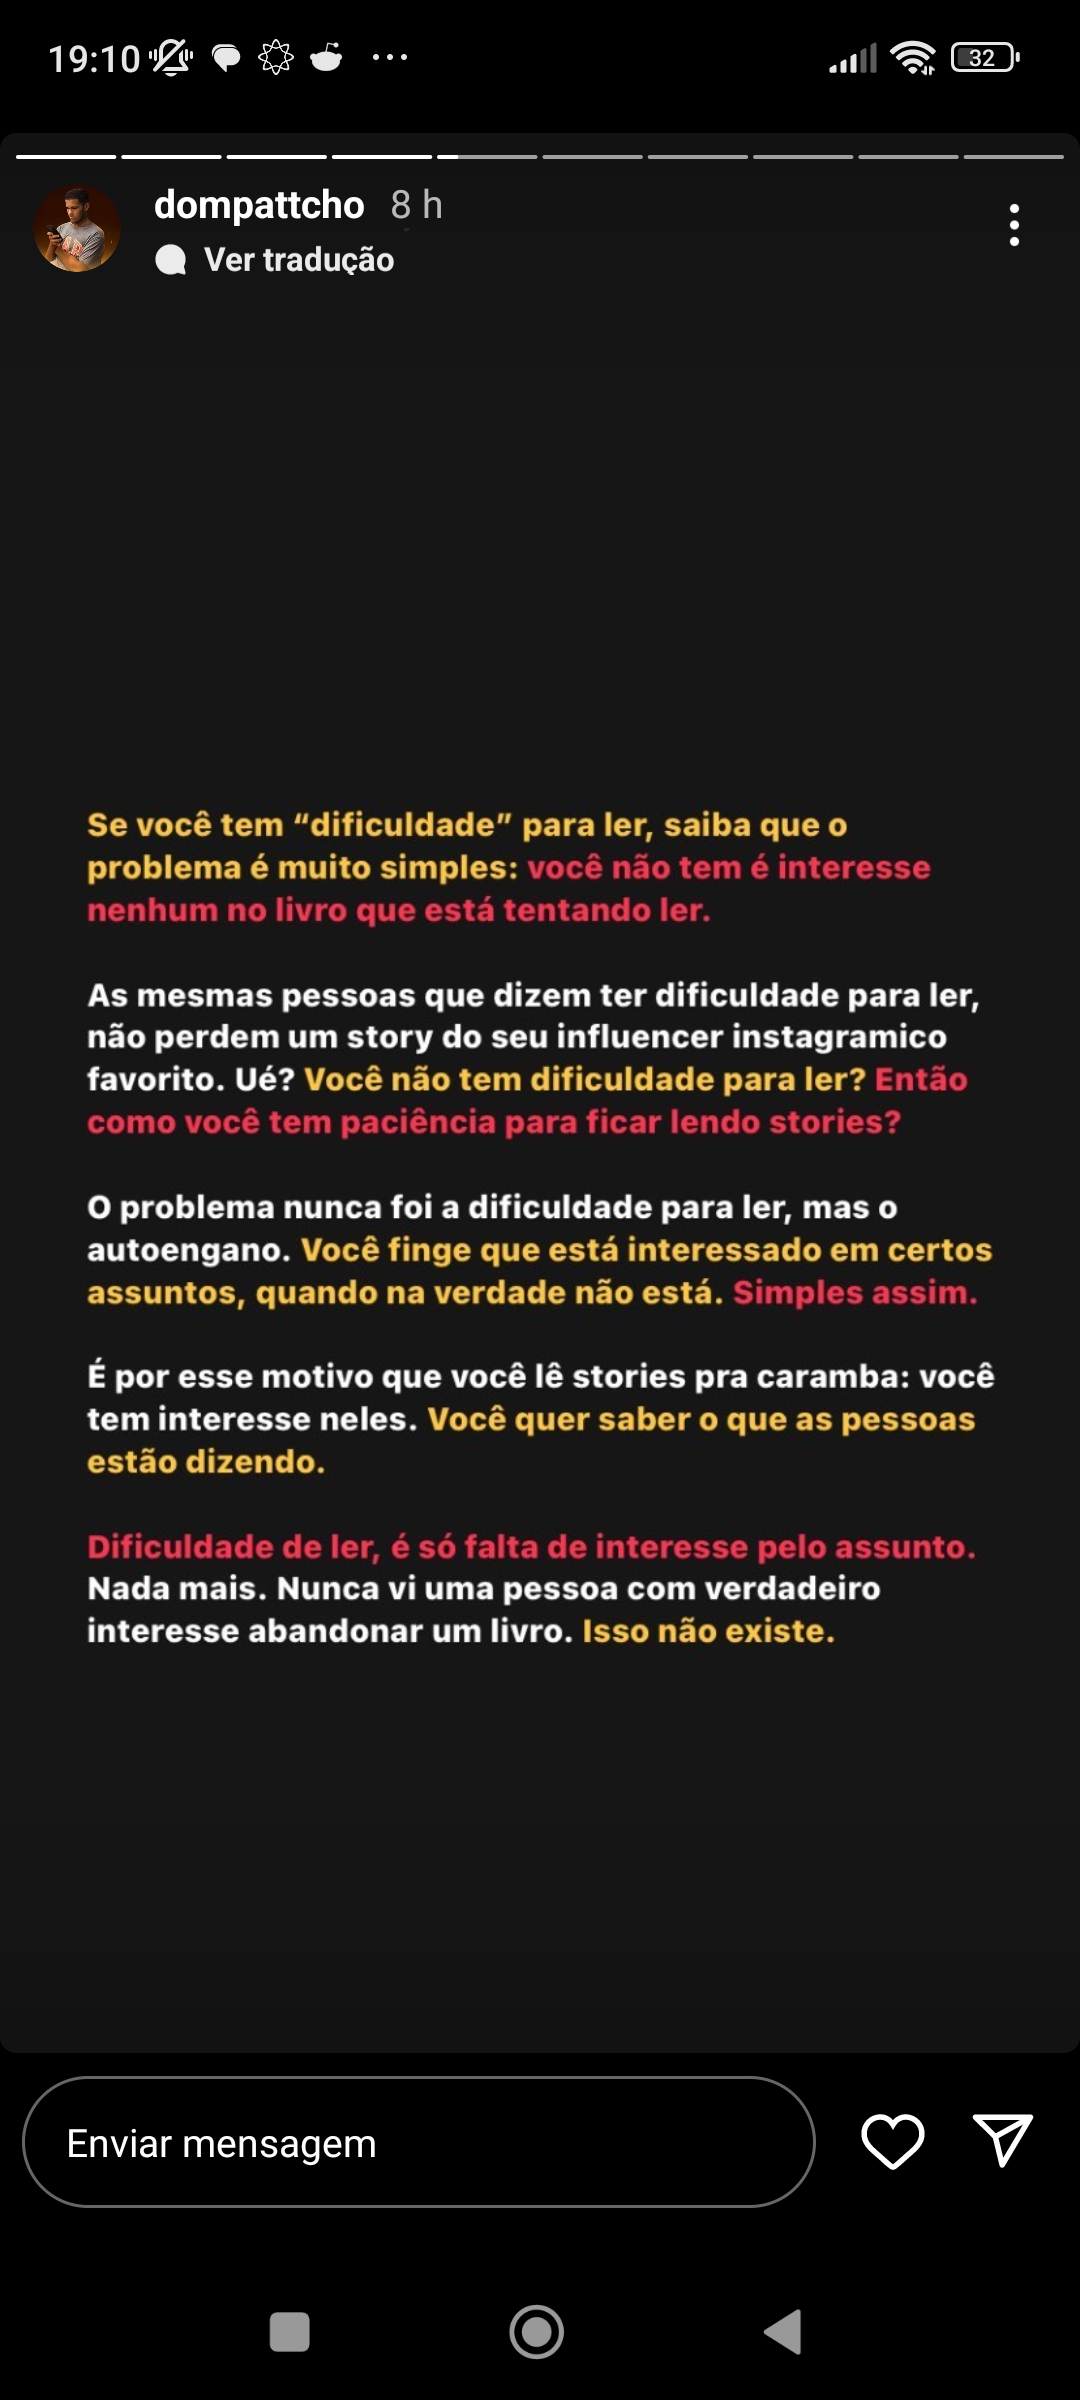 19:10
32
dompattcho 8 h
Ver tradução
Se você tem “dificuldade” para ler, saiba que o
problema é muito simples: você não tem é interesse
nenhum no livro que está tentando ler.
As mesmas pessoas que dizem ter dificuldade para ler,
não perdem um story do seu influencer instagramico
favorito. Ué? Você não tem dificuldade para ler? Então
como você tem paciência para ficar lendo stories?
O problema nunca foi a dificuldade para ler, mas o
autoengano. Você finge que está interessado em certos
assuntos, quando na verdade não está. Simples assim.
É por esse motivo que você lê stories pra caramba: você
tem interesse neles. Você quer saber o que as pessoas
estão dizendo.
Dificuldade de ler, é só falta de interesse pelo assunto.
Nada mais. Nunca vi uma pessoa com verdadeiro
interesse abandonar um livro. Isso não existe.
Enviar mensagem